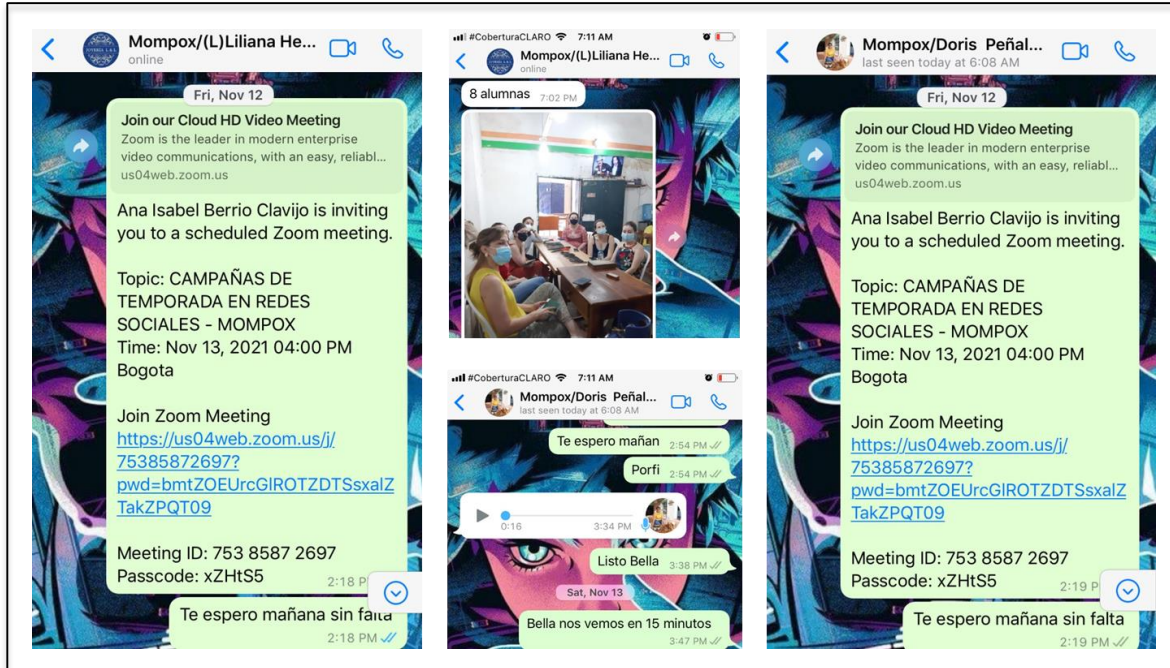 Mompox/(L)Liliana He...
online
Fri, Nov 12
Join our Cloud HD Video Meeting
Zoom is the leader in modern enterprise
video communications, with an easy, reliabl...
us04web.zoom.us
Ana Isabel Berrio Clavijo is inviting
you to a scheduled Zoom meeting.
Topic: CAMPAÑAS DE
TEMPORADA EN REDES
SOCIALES - MOMPOX
Time: Nov 13, 2021 04:00 PM
Bogota
Join Zoom Meeting
https://us04web.zoom.us/j/
75385872697?
pwd=bmtZOEUrcGlROTZDTSsxalZ
TakZPQT09
Meeting ID: 753 8587 2697
Passcode: xZHtS5
2:18 P
Te espero mañana sin falta
2:18 PM
#CoberturaCLARO 7:11 AM
Mompox/(L)Liliana He...
online
8 alumnas 7:02 PM
#CoberturaCLARO 7:11 AM
Mompox/Doris Peñal...
last seen today at 6:08 AM
Te espero mañan 2:54 PM
Porfi 2:54 PM
0:16 3:34 PM
Listo Bella 3:38 PM
Sat, Nov 13
Bella nos vemos en 15 minutos
3:47 PM
Mompox/Doris Peñal...
last seen today at 6:08 AM
Fri, Nov 12
Join our Cloud HD Video Meeting
Zoom is the leader in modern enterprise
video communications, with an easy, reliabl...
us04web.zoom.us
Ana Isabel Berrio Clavijo is inviting
you to a scheduled Zoom meeting.
Topic: CAMPAÑAS DE
TEMPORADA EN REDES
SOCIALES - MOMPOX
Time: Nov 13, 2021 04:00 PM
Bogota
Join Zoom Meeting
https://us04web.zoom.us/j/
75385872697?
pwd=bmtZOEUrcGlROTZDTSsxalZ
TakZPQT09
Meeting ID: 753 8587 2697
Passcode: xZHtS5
2:19 P
Te espero mañana sin falta
2:19 PM